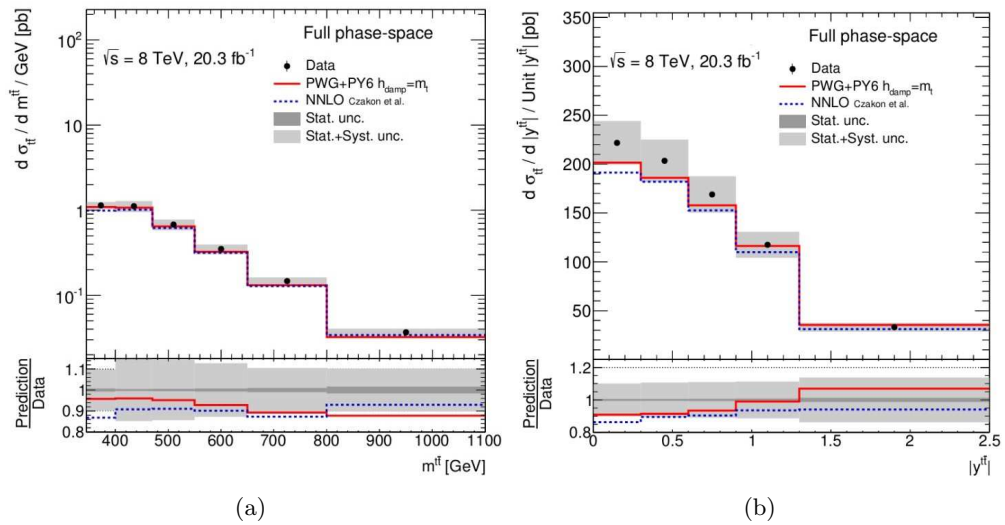 Full phase-space
√s = 8 TeV, 20.3 fb⁻¹
Data
PWG+PY6 h_damp=m_t
NNLO Czakon et al.
Stat. unc.
Stat.+Syst. unc.
d σ_tt̄ / d m^tt̄ / GeV [pb]
10²
10
1
10⁻¹
Prediction
Data
1.1
1
0.9
0.8
400 500 600 700 800 900 1000 1100
m^tt̄ [GeV]
(a)
Full phase-space
√s = 8 TeV, 20.3 fb⁻¹
Data
PWG+PY6 h_damp=m_t
NNLO Czakon et al.
Stat. unc.
Stat.+Syst. unc.
d σ_tt̄ / d |y^tt̄| / Unit |y^tt̄| [pb]
350
300
250
200
150
100
50
Prediction
Data
1.2
1
0.8
0 0.5 1 1.5 2 2.5
|y^tt̄|
(b)